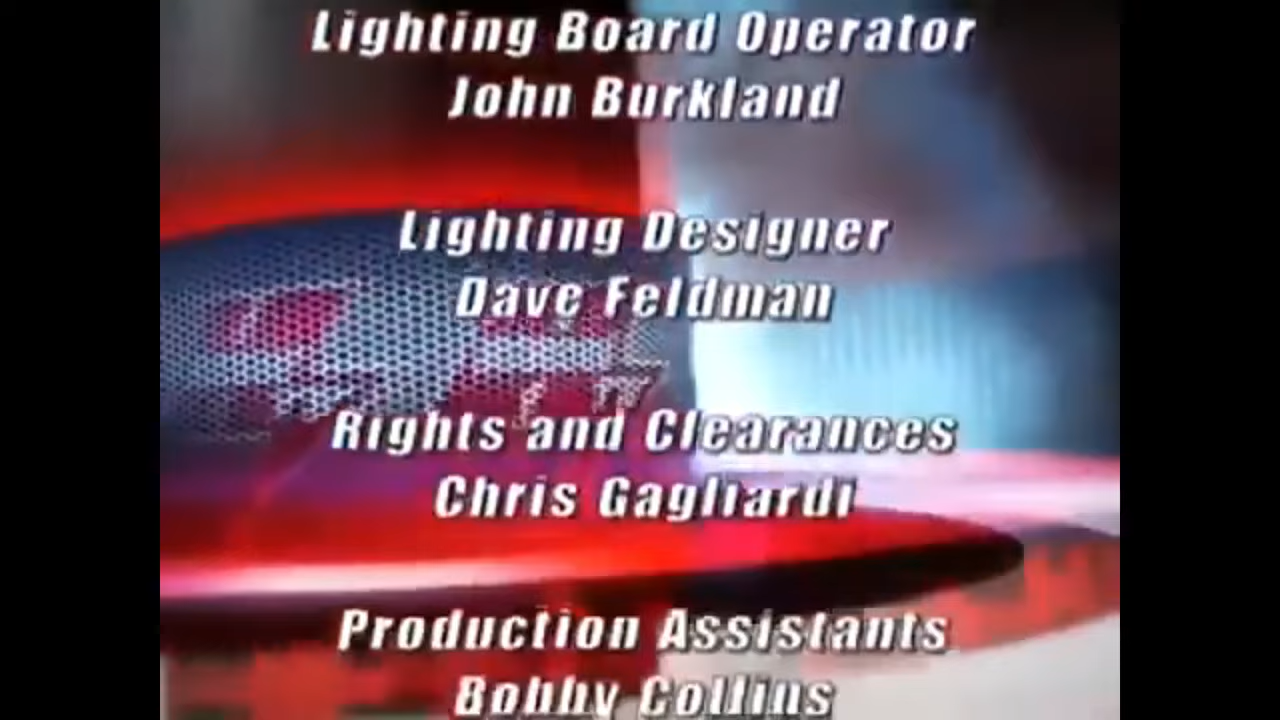 Lighting Board Operator
John Burkland
Lighting Designer
Dave Feldman
Rights and Clearances
Chris Gagliardi
Production Assistants
Bobby Collins